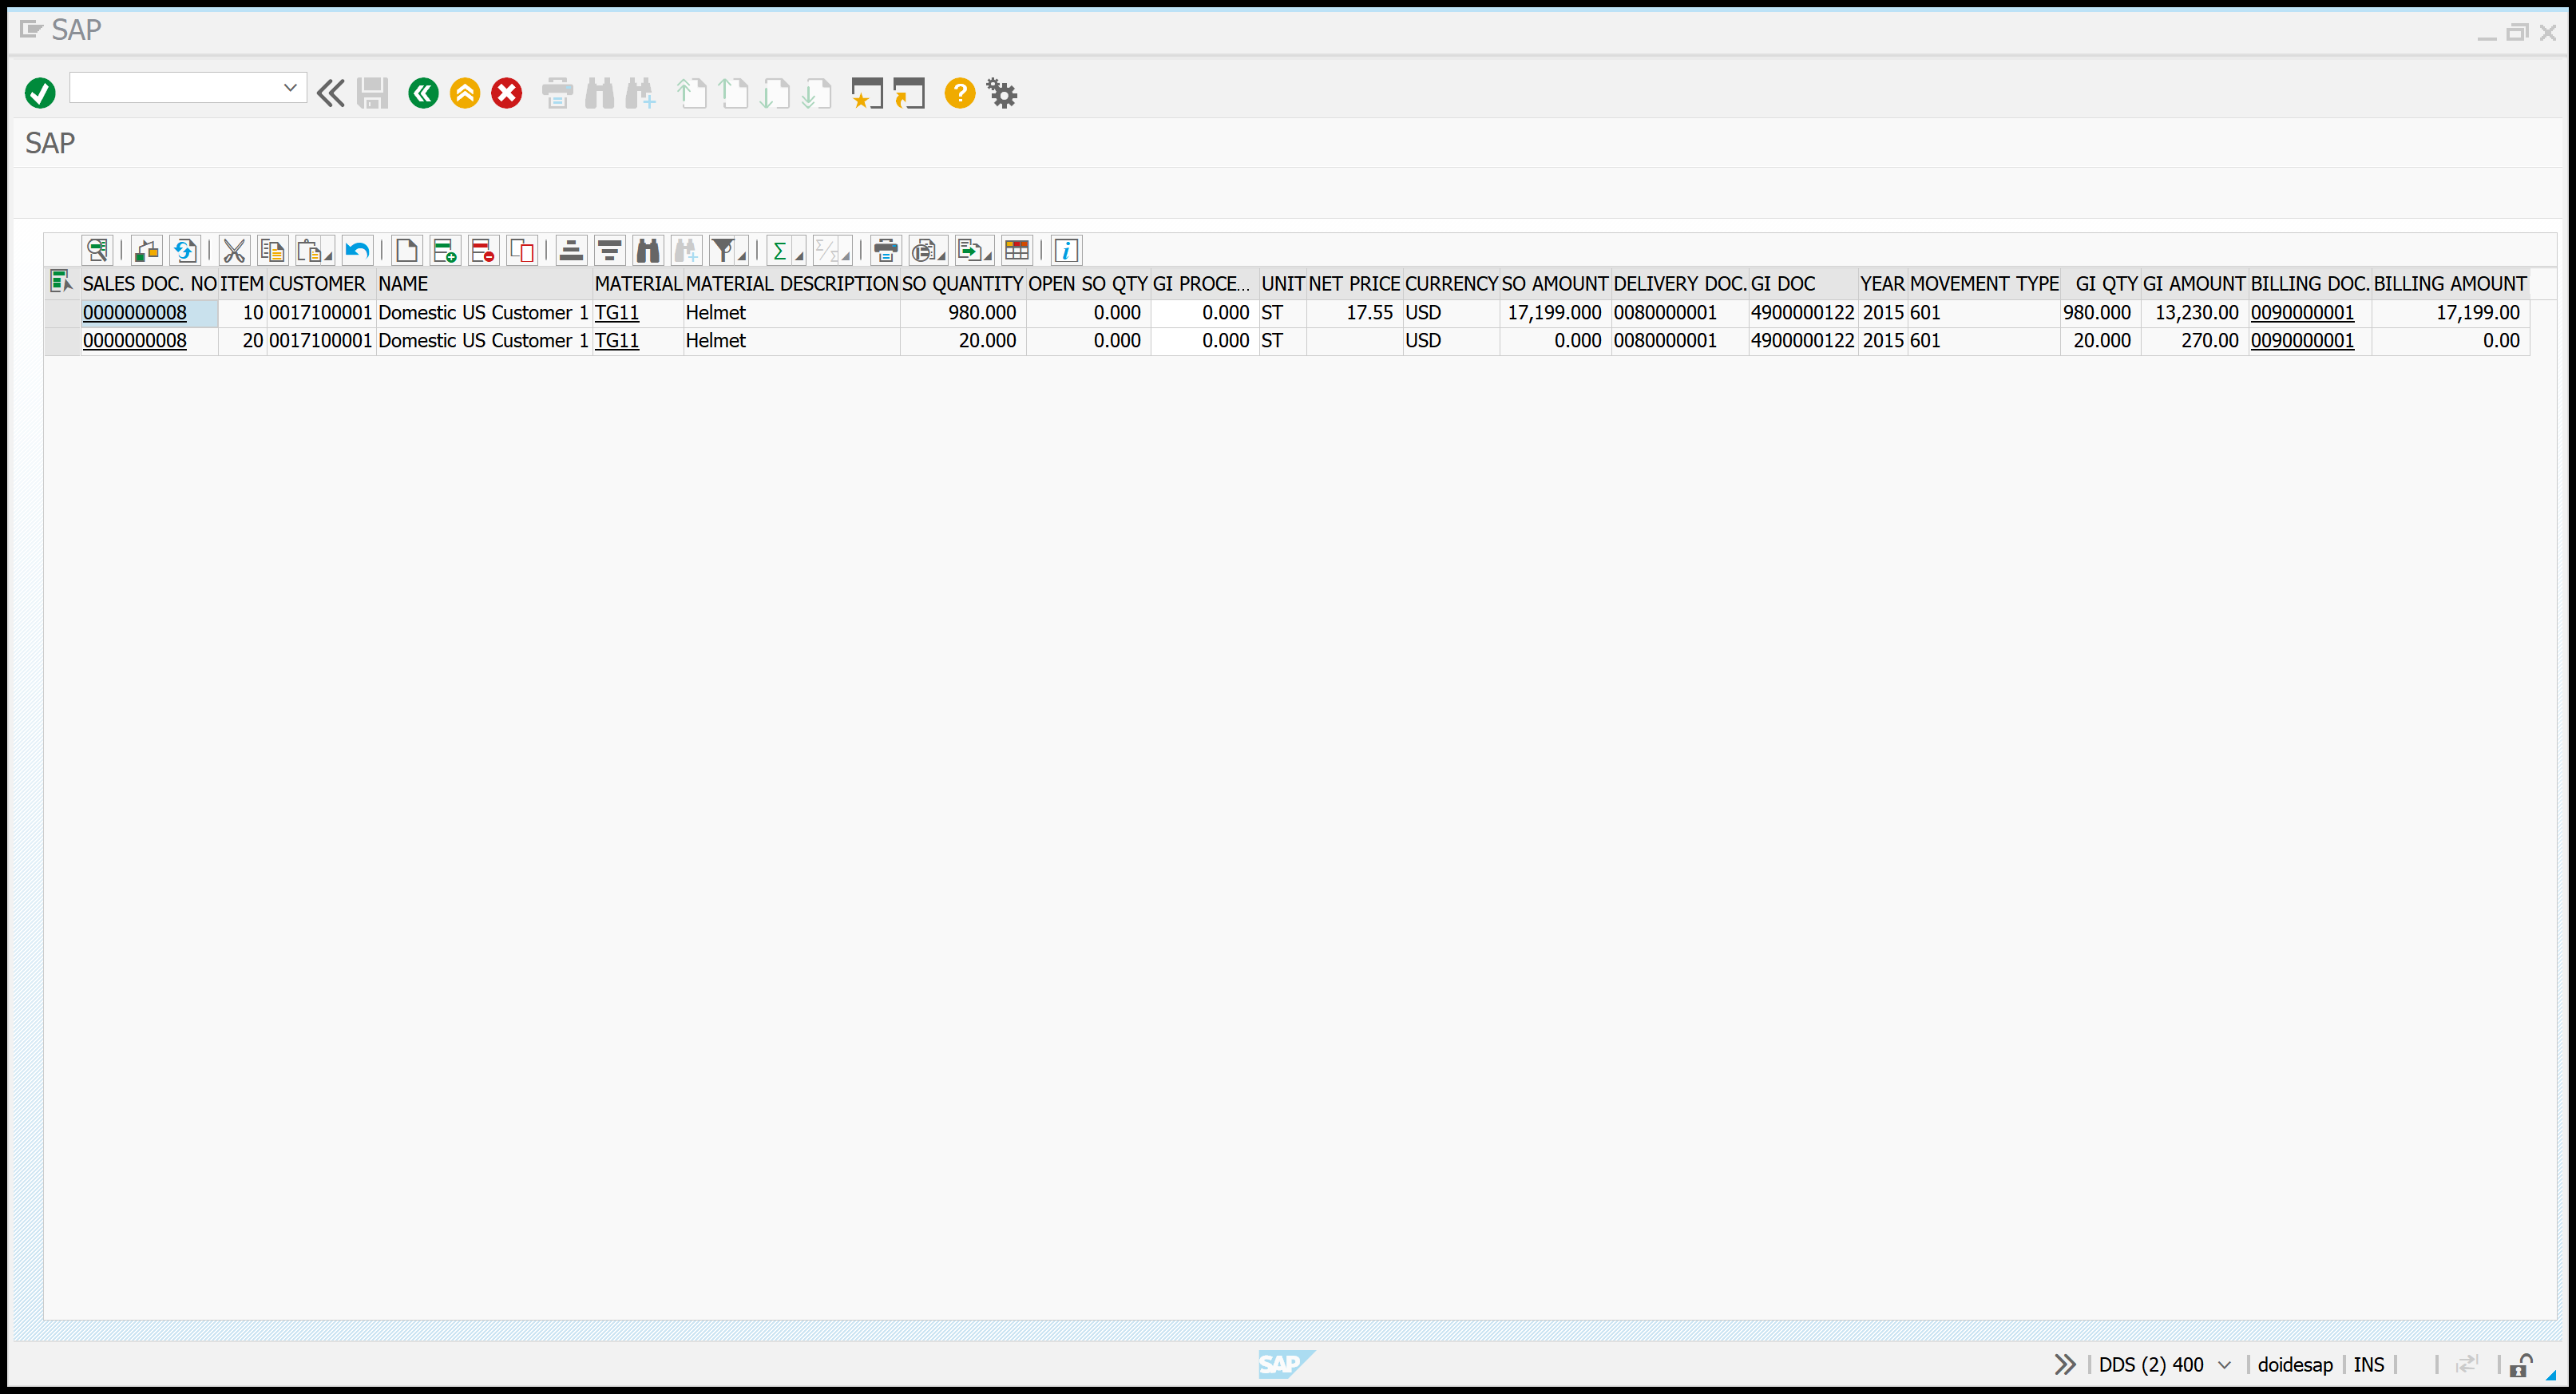 SAP
SAP
SALES DOC. NO ITEM CUSTOMER NAME MATERIAL MATERIAL DESCRIPTION SO QUANTITY OPEN SO QTY GI PROCE... UNIT NET PRICE CURRENCY SO AMOUNT DELIVERY DOC. GI DOC YEAR MOVEMENT TYPE GI QTY GI AMOUNT BILLING DOC. BILLING AMOUNT
0000000008 10 0017100001 Domestic US Customer 1 TG11 Helmet 980.000 0.000 0.000 ST 17.55 USD 17,199.000 0080000001 4900000122 2015 601 980.000 13,230.00 0090000001 17,199.00
0000000008 20 0017100001 Domestic US Customer 1 TG11 Helmet 20.000 0.000 0.000 ST USD 0.000 0080000001 4900000122 2015 601 20.000 270.00 0090000001 0.00
SAP DDS (2) 400 doidesap INS